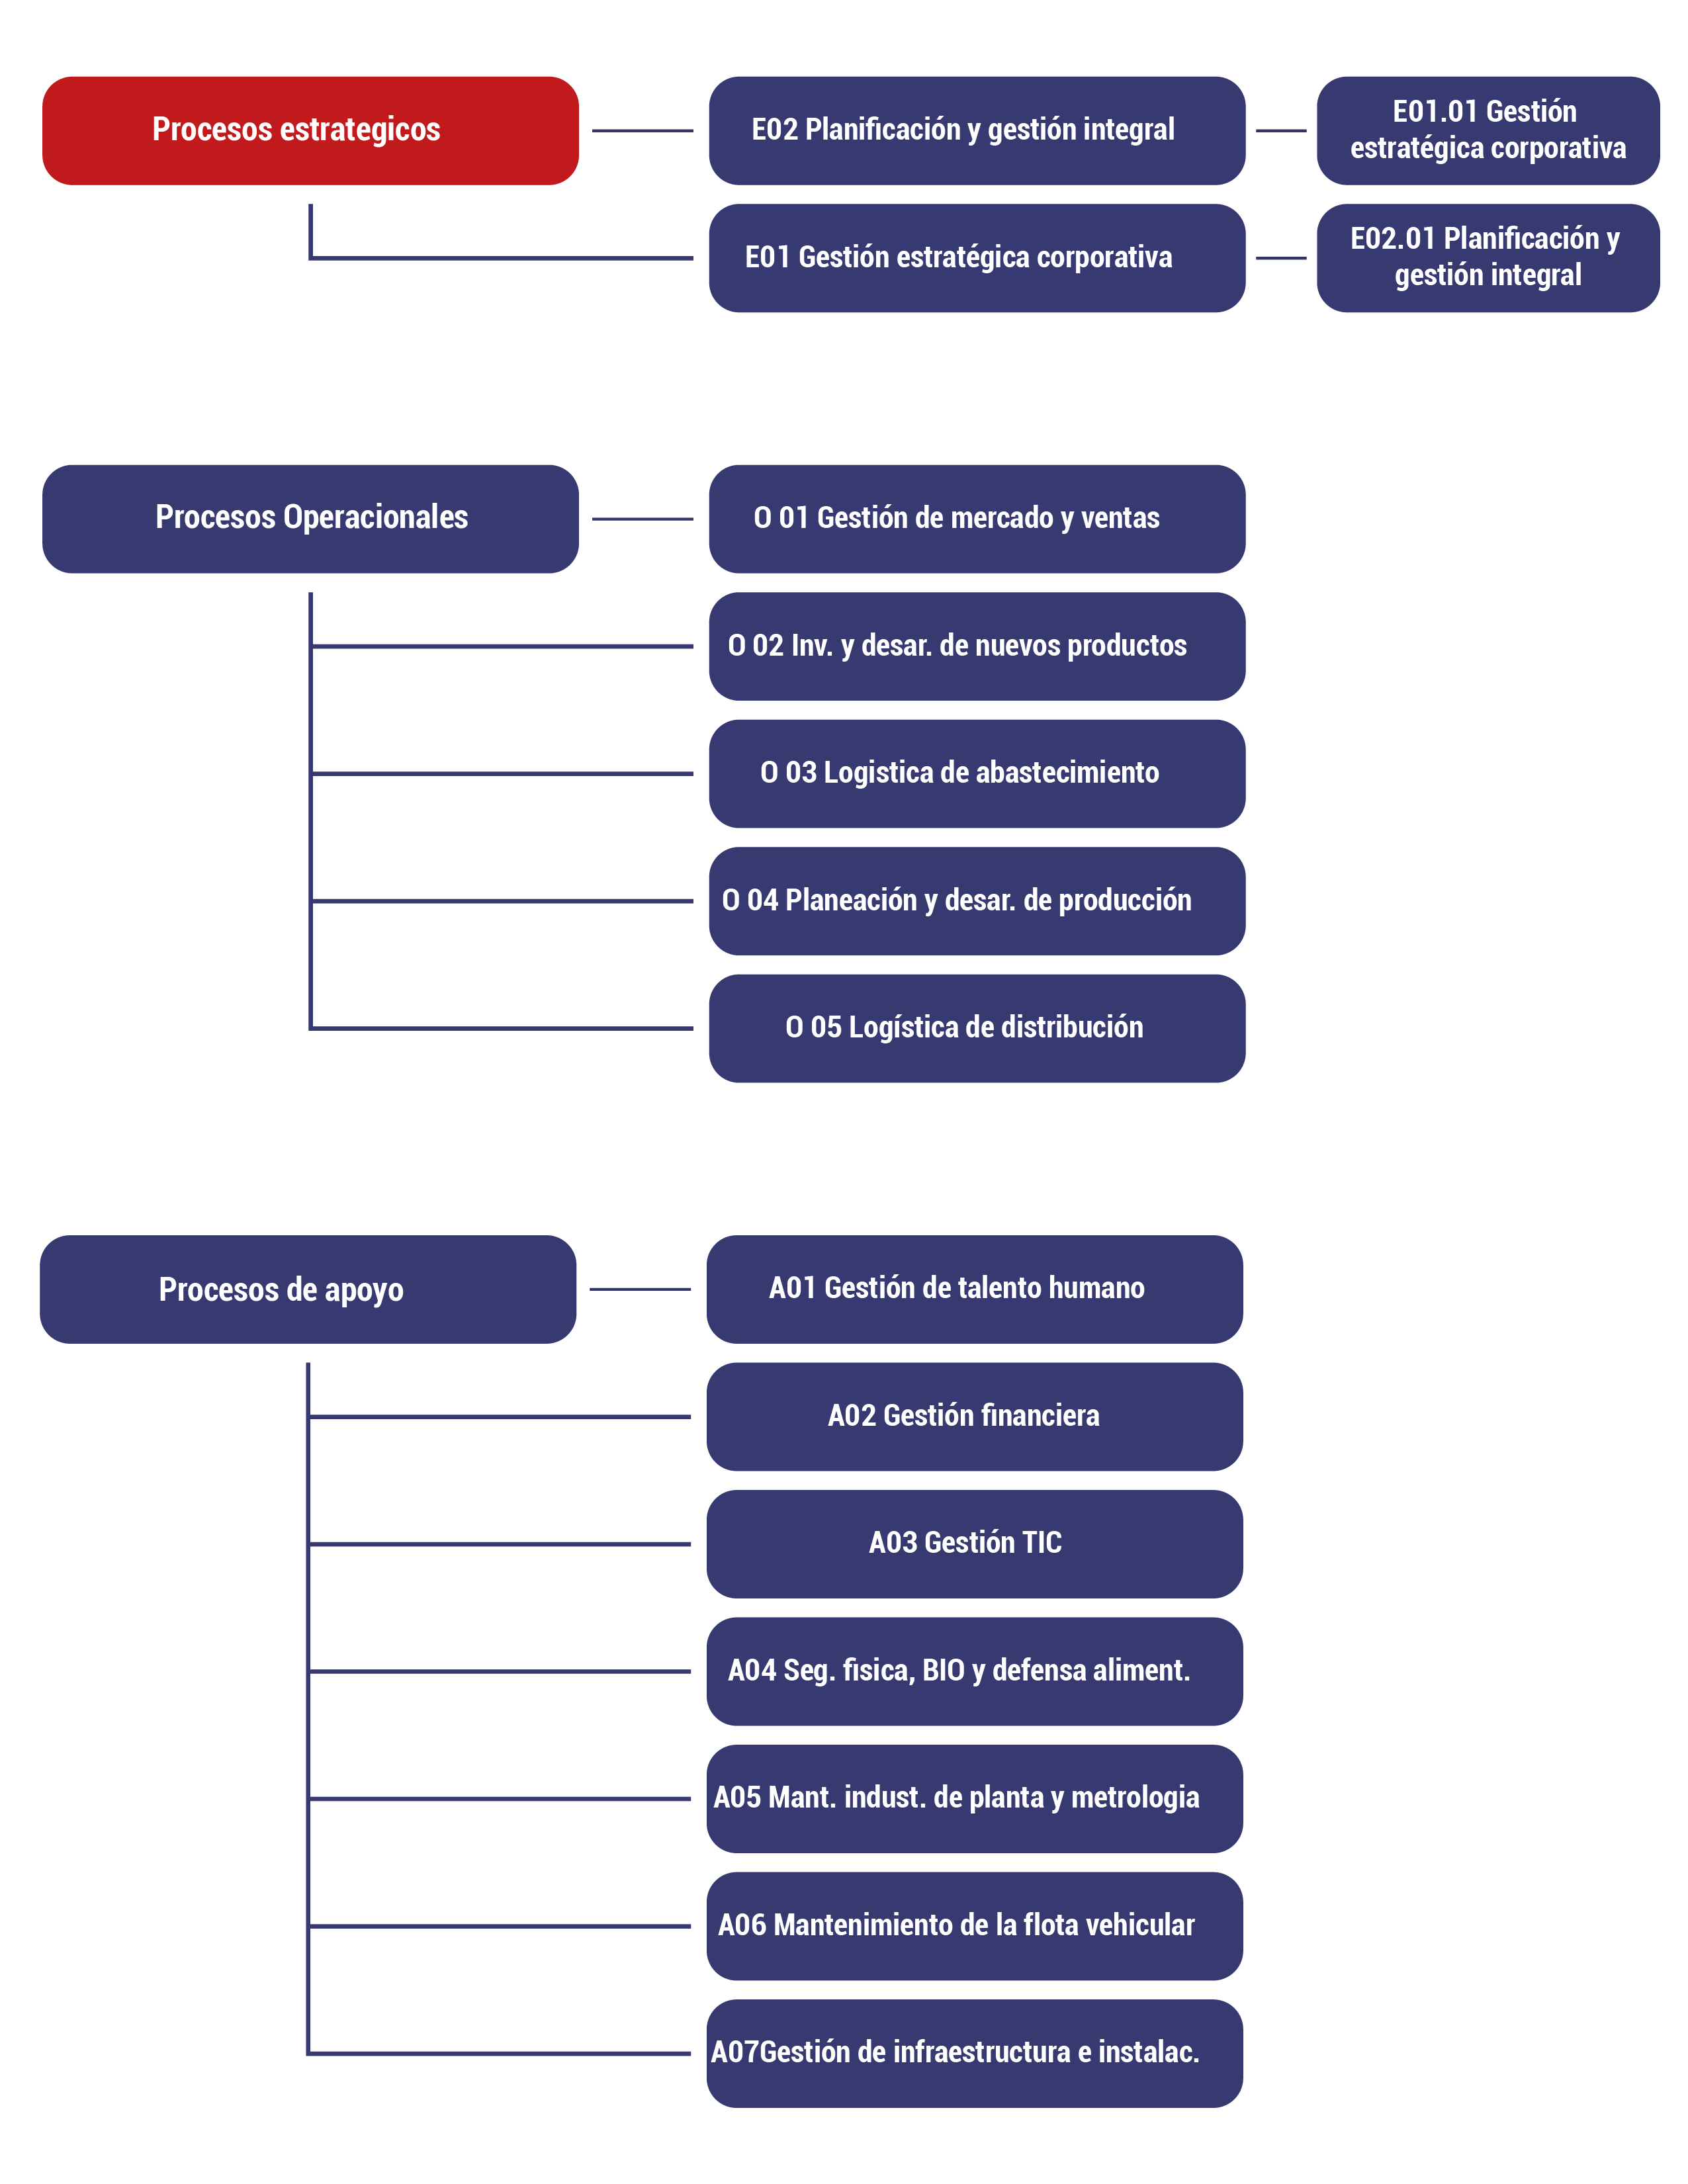 Procesos estrategicos
E02 Planificación y gestión integral
E01.01 Gestión
estratégica corporativa
E01 Gestión estratégica corporativa
E02.01 Planificación y
gestión integral
Procesos Operacionales
O 01 Gestión de mercado y ventas
O 02 Inv. y desar. de nuevos productos
O 03 Logistica de abastecimiento
O 04 Planeación y desar. de producción
O 05 Logística de distribución
Procesos de apoyo
A01 Gestión de talento humano
A02 Gestión financiera
A03 Gestión TIC
A04 Seg. fisica, BIO y defensa aliment.
A05 Mant. indust. de planta y metrologia
A06 Mantenimiento de la flota vehicular
A07Gestión de infraestructura e instalac.